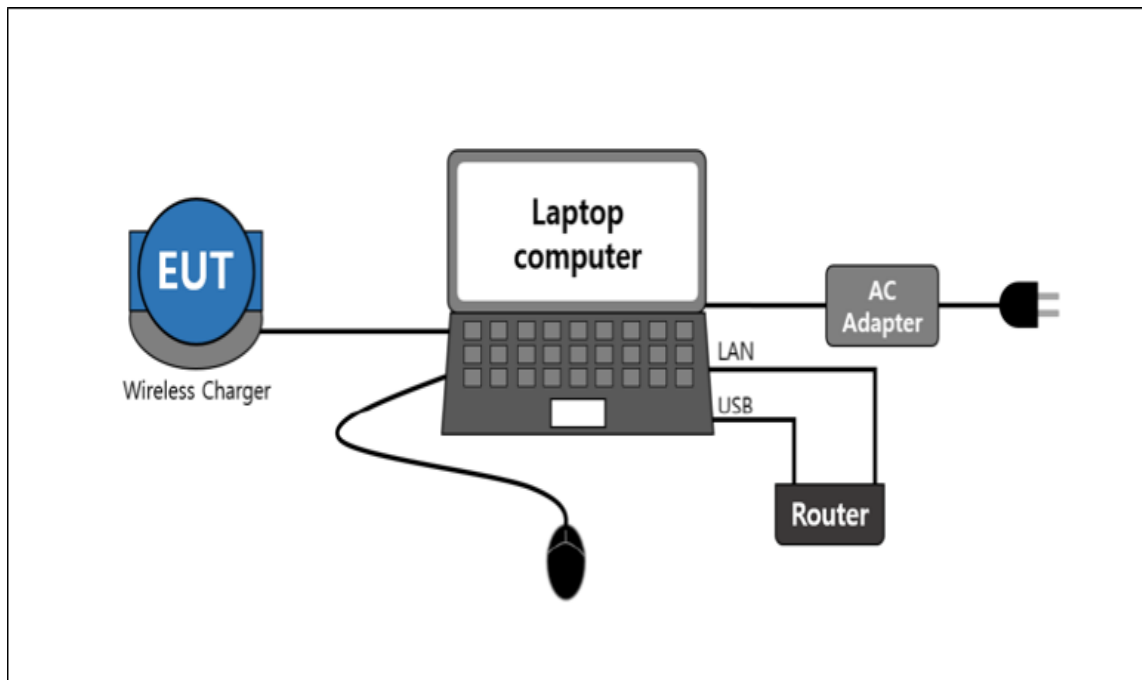 Laptop
computer
EUT
Wireless Charger
AC
Adapter
LAN
USB
Router